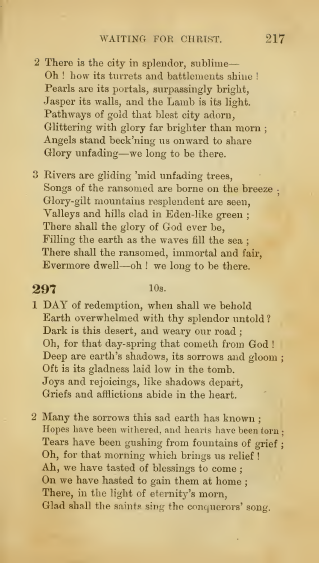 WAITING FOR CHRIST. 217
2 There is the city in splendor, sublime—
Oh ! how its turrets and battlements shine !
Pearls are its portals, surpassingly bright,
Jasper its walls, and the Lamb is its light.
Pathways of gold that blest city adorn,
Glittering with glory far brighter than morn ;
Angels stand beck'ning us onward to share
Glory unfading—we long to be there.
3 Rivers are gliding 'mid unfading trees,
Songs of the ransomed are borne on the breeze ;
Glory-gilt mountains resplendent are seen,
Valleys and hills clad in Eden-like green ;
There shall the glory of God ever be,
Filling the earth as the waves fill the sea ;
There shall the ransomed, immortal and fair,
Evermore dwell—oh ! we long to be there.
297 10s.
1 DAY of redemption, when shall we behold
Earth overwhelmed with thy splendor untold ?
Dark is this desert, and weary our road ;
Oh, for that day-spring that cometh from God !
Deep are earth's shadows, its sorrows and gloom ;
Oft is its gladness laid low in the tomb.
Joys and rejoicings, like shadows depart,
Griefs and afflictions abide in the heart.
2 Many the sorrows this sad earth has known ;
Hopes have been withered, and hearts have been torn ;
Tears have been gushing from fountains of grief ;
Oh, for that morning which brings us relief !
Ah, we have tasted of blessings to come ;
On we have hasted to gain them at home ;
There, in the light of eternity's morn,
Glad shall the saints sing the conquerors' song.